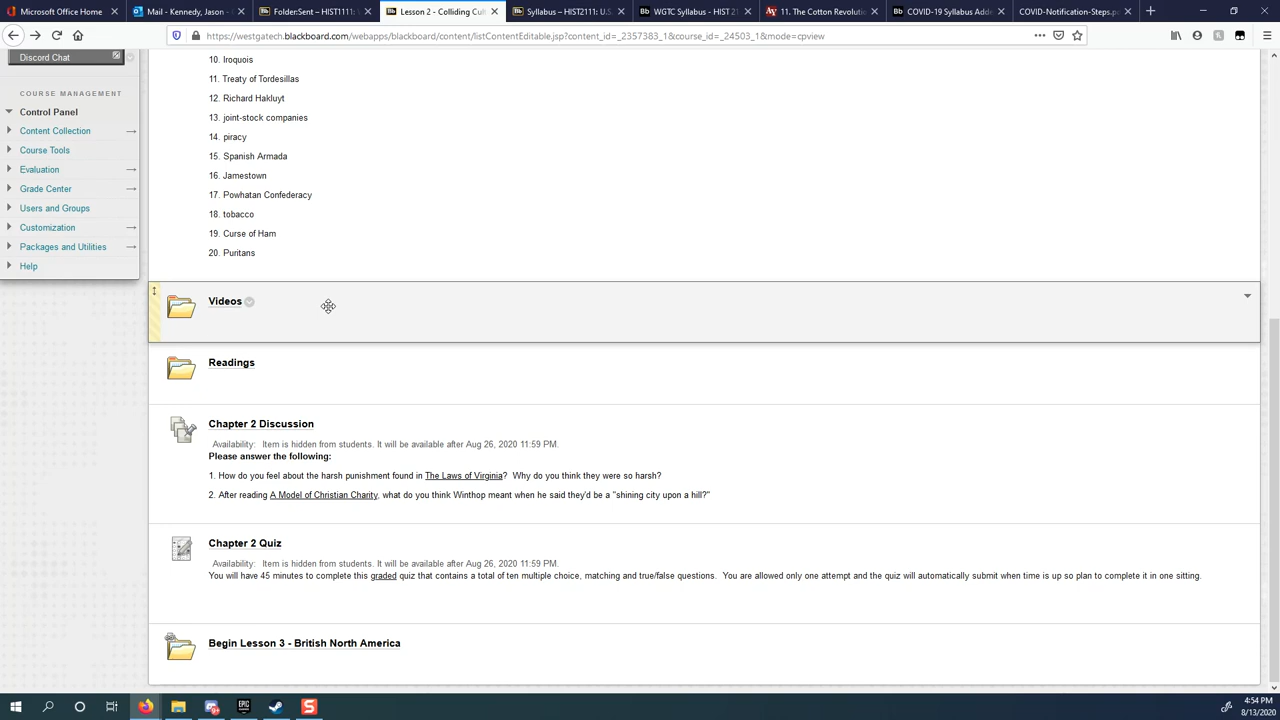 Microsoft Office Home
Mail - Kennedy, Jason -
Folder:Sent – HIST1111:
Lesson 2 - Colliding Cul
Syllabus – HIST2111: U.S.
WGTC Syllabus - HIST 21
11. The Cotton Revolutio
COVID-19 Syllabus Adde
COVID-Notification-Steps.p
https://westgatech.blackboard.com/webapps/blackboard/content/listContentEditable.jsp?content_id=_2357383_1&course_id=_24503_1&mode=cpview
Discord Chat
COURSE MANAGEMENT
Control Panel
Content Collection
Course Tools
Evaluation
Grade Center
Users and Groups
Customization
Packages and Utilities
Help
10. Iroquois
11. Treaty of Tordesillas
12. Richard Hakluyt
13. joint-stock companies
14. piracy
15. Spanish Armada
16. Jamestown
17. Powhatan Confederacy
18. tobacco
19. Curse of Ham
20. Puritans
Videos
Readings
Chapter 2 Discussion
Availability: Item is hidden from students. It will be available after Aug 26, 2020 11:59 PM.
Please answer the following:
1. How do you feel about the harsh punishment found in The Laws of Virginia? Why do you think they were so harsh?
2. After reading A Model of Christian Charity, what do you think Winthop meant when he said they'd be a "shining city upon a hill?"
Chapter 2 Quiz
Availability: Item is hidden from students. It will be available after Aug 26, 2020 11:59 PM.
You will have 45 minutes to complete this graded quiz that contains a total of ten multiple choice, matching and true/false questions. You are allowed only one attempt and the quiz will automatically submit when time is up so plan to complete it in one sitting.
Begin Lesson 3 - British North America
EPIC
4:54 PM
8/13/2020